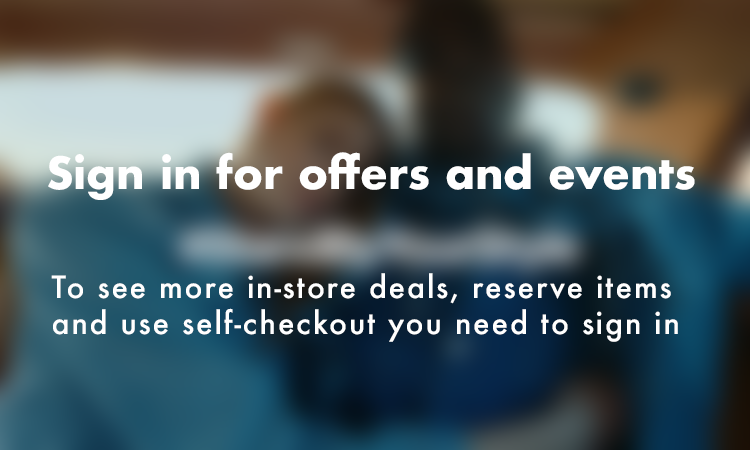 Sign in for offers and events
To see more in-store deals, reserve items
and use self-checkout you need to sign in